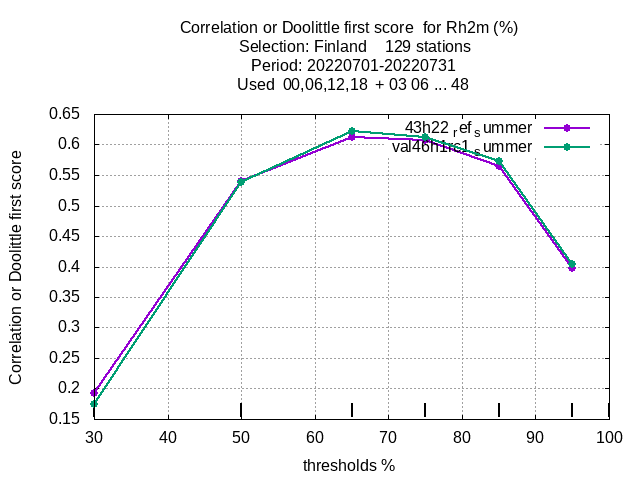 Correlation or Doolittle first score  for Rh2m (%)
Selection: Finland    129 stations
Period: 20220701-20220731
Used  00,06,12,18  + 03 06 ... 48
0.65
0.6
0.55
0.5
0.45
0.4
0.35
0.3
0.25
0.2
0.15
Correlation or Doolittle first score
43h22 refsummer
val46h1rc1summer
30 40 50 60 70 80 90 100
thresholds %